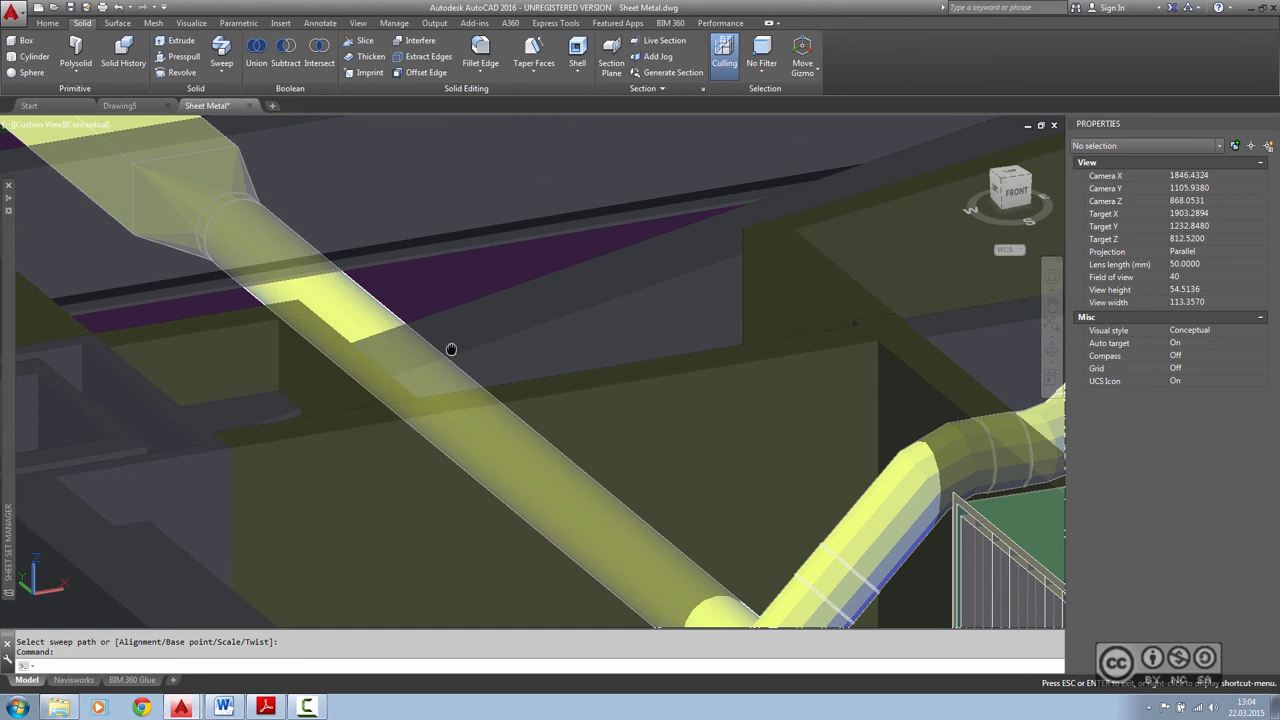 Autodesk AutoCAD 2016 - UNREGISTERED VERSION Sheet Metal.dwg
Type a keyword or phrase
Sign In
Home Solid Surface Mesh Visualize Parametric Insert Annotate View Manage Output Add-ins A360 Express Tools Featured Apps BIM 360 Performance
Box
Cylinder
Sphere
Polysolid
Solid History
Primitive
Extrude
Presspull
Revolve
Sweep
Solid
Union
Subtract
Intersect
Boolean
Slice
Thicken
Imprint
Interfere
Extract Edges
Offset Edge
Fillet Edge
Taper Faces
Shell
Solid Editing
Section Plane
Live Section
Add Jog
Generate Section
Section
Culling
No Filter
Move Gizmo
Selection
Start
Drawing5
Sheet Metal*
[-][Custom View][Conceptual]
FRONT
W
S
E
WCS
SHEET SET MANAGER
Z
Y
X
PROPERTIES
No selection
View
Camera X 1846.4324
Camera Y 1105.9380
Camera Z 868.0531
Target X 1903.2894
Target Y 1232.8480
Target Z 812.5200
Projection Parallel
Lens length (mm) 50.0000
Field of view 40
View height 54.5136
View width 113.3570
Misc
Visual style Conceptual
Auto target On
Compass Off
Grid Off
UCS Icon On
Select sweep path or [Alignment/Base point/Scale/Twist]:
Command:
Model
Navisworks
BIM 360 Glue
Press ESC or ENTER to exit, or right-click to display shortcut-menu.
cc
BY NC SA
13:04
22.03.2015